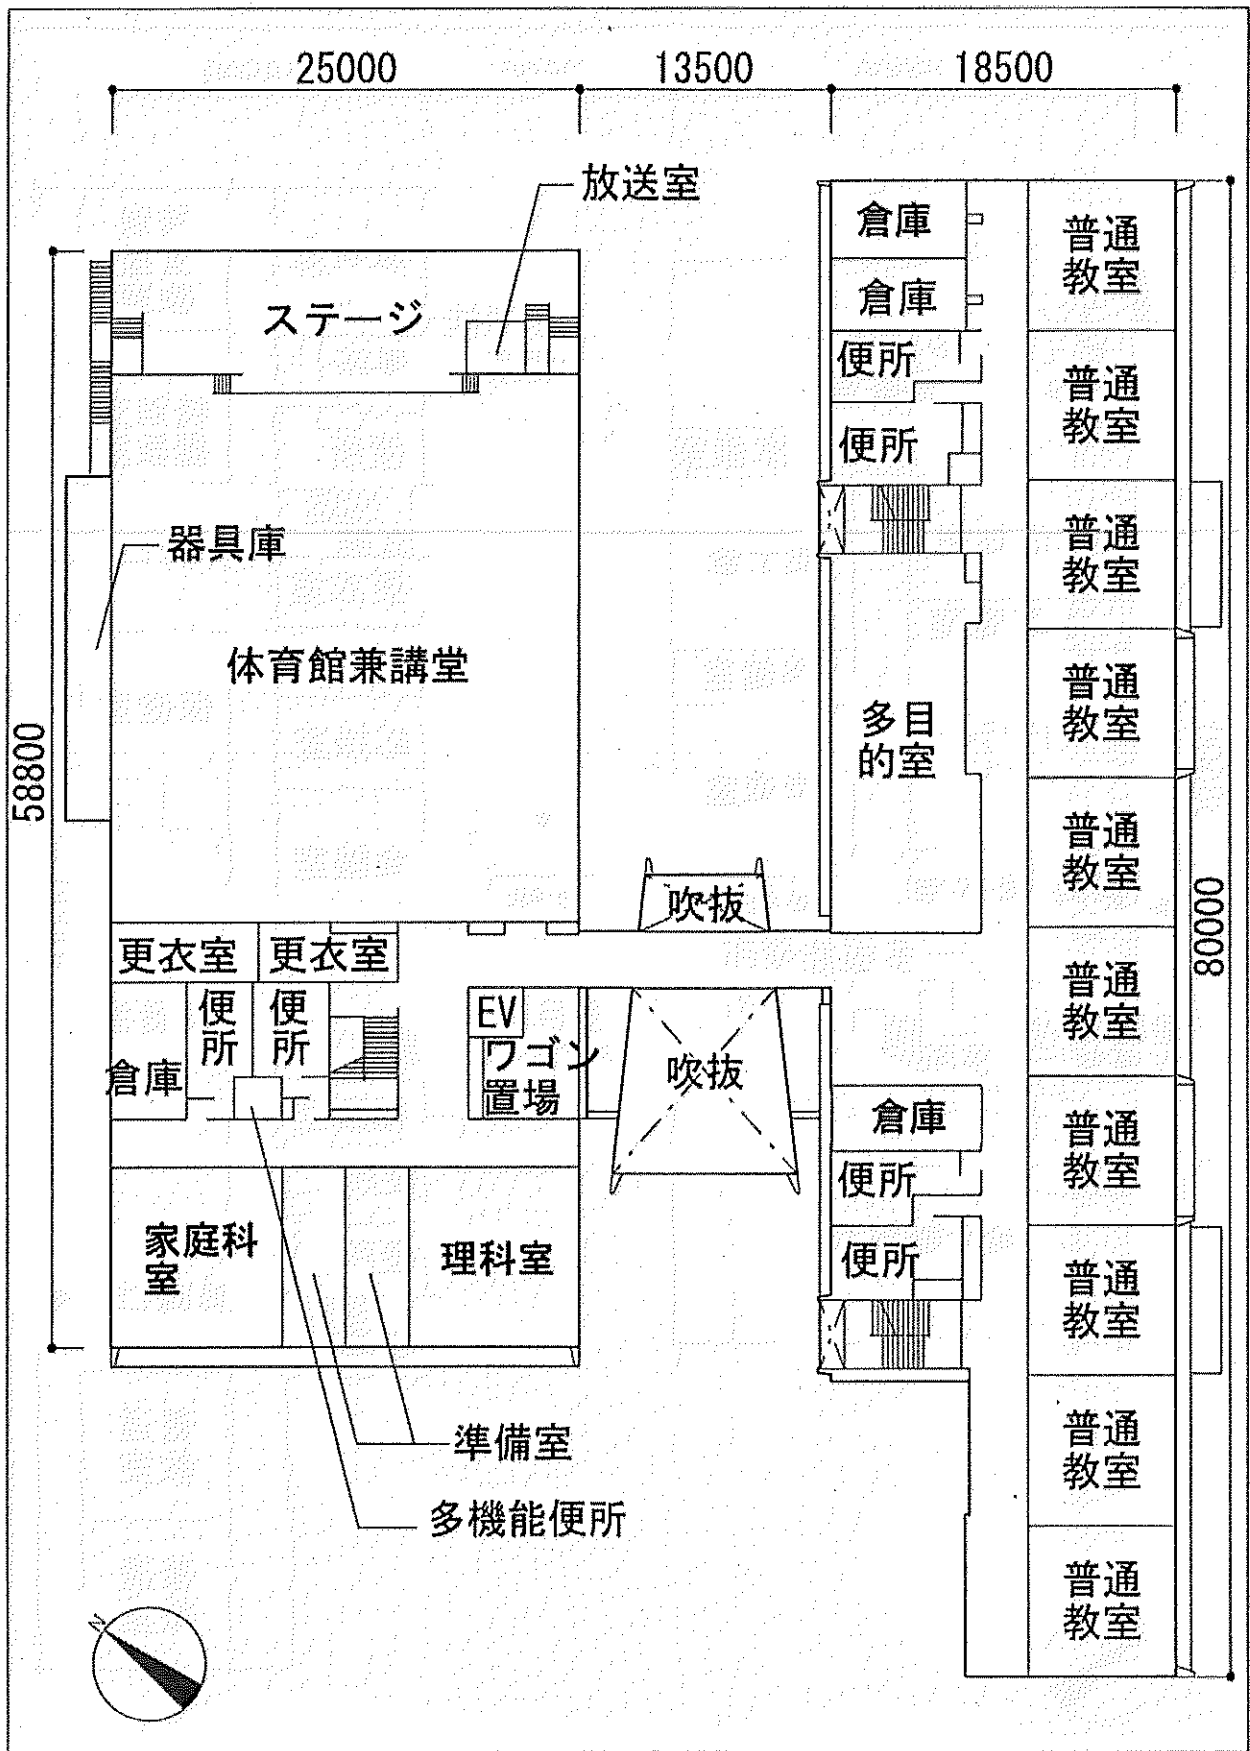 25000
13500
18500
放送室
倉庫
普通
教室
ステージ
倉庫
便所
普通
教室
便所
器具庫
普通
教室
体育館兼講堂
普通
教室
58800
多目
的室
普通
教室
吹抜
80000
更衣室
更衣室
普通
教室
便
所
便
所
EV
倉庫
ワゴン
置場
吹抜
倉庫
普通
教室
便所
家庭科
室
理科室
便所
普通
教室
準備室
普通
教室
多機能便所
普通
教室
N